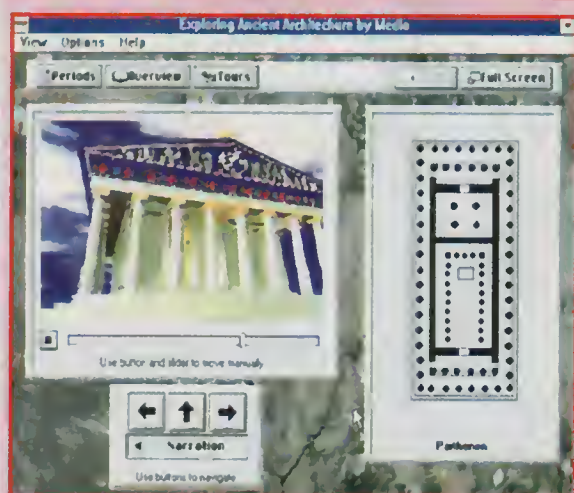 Exploring Ancient Architecture by Medio
View Options Help
Periods Overview Tours Full Screen
Use button and slider to move manually
Narration
Use buttons to navigate
Parthenon